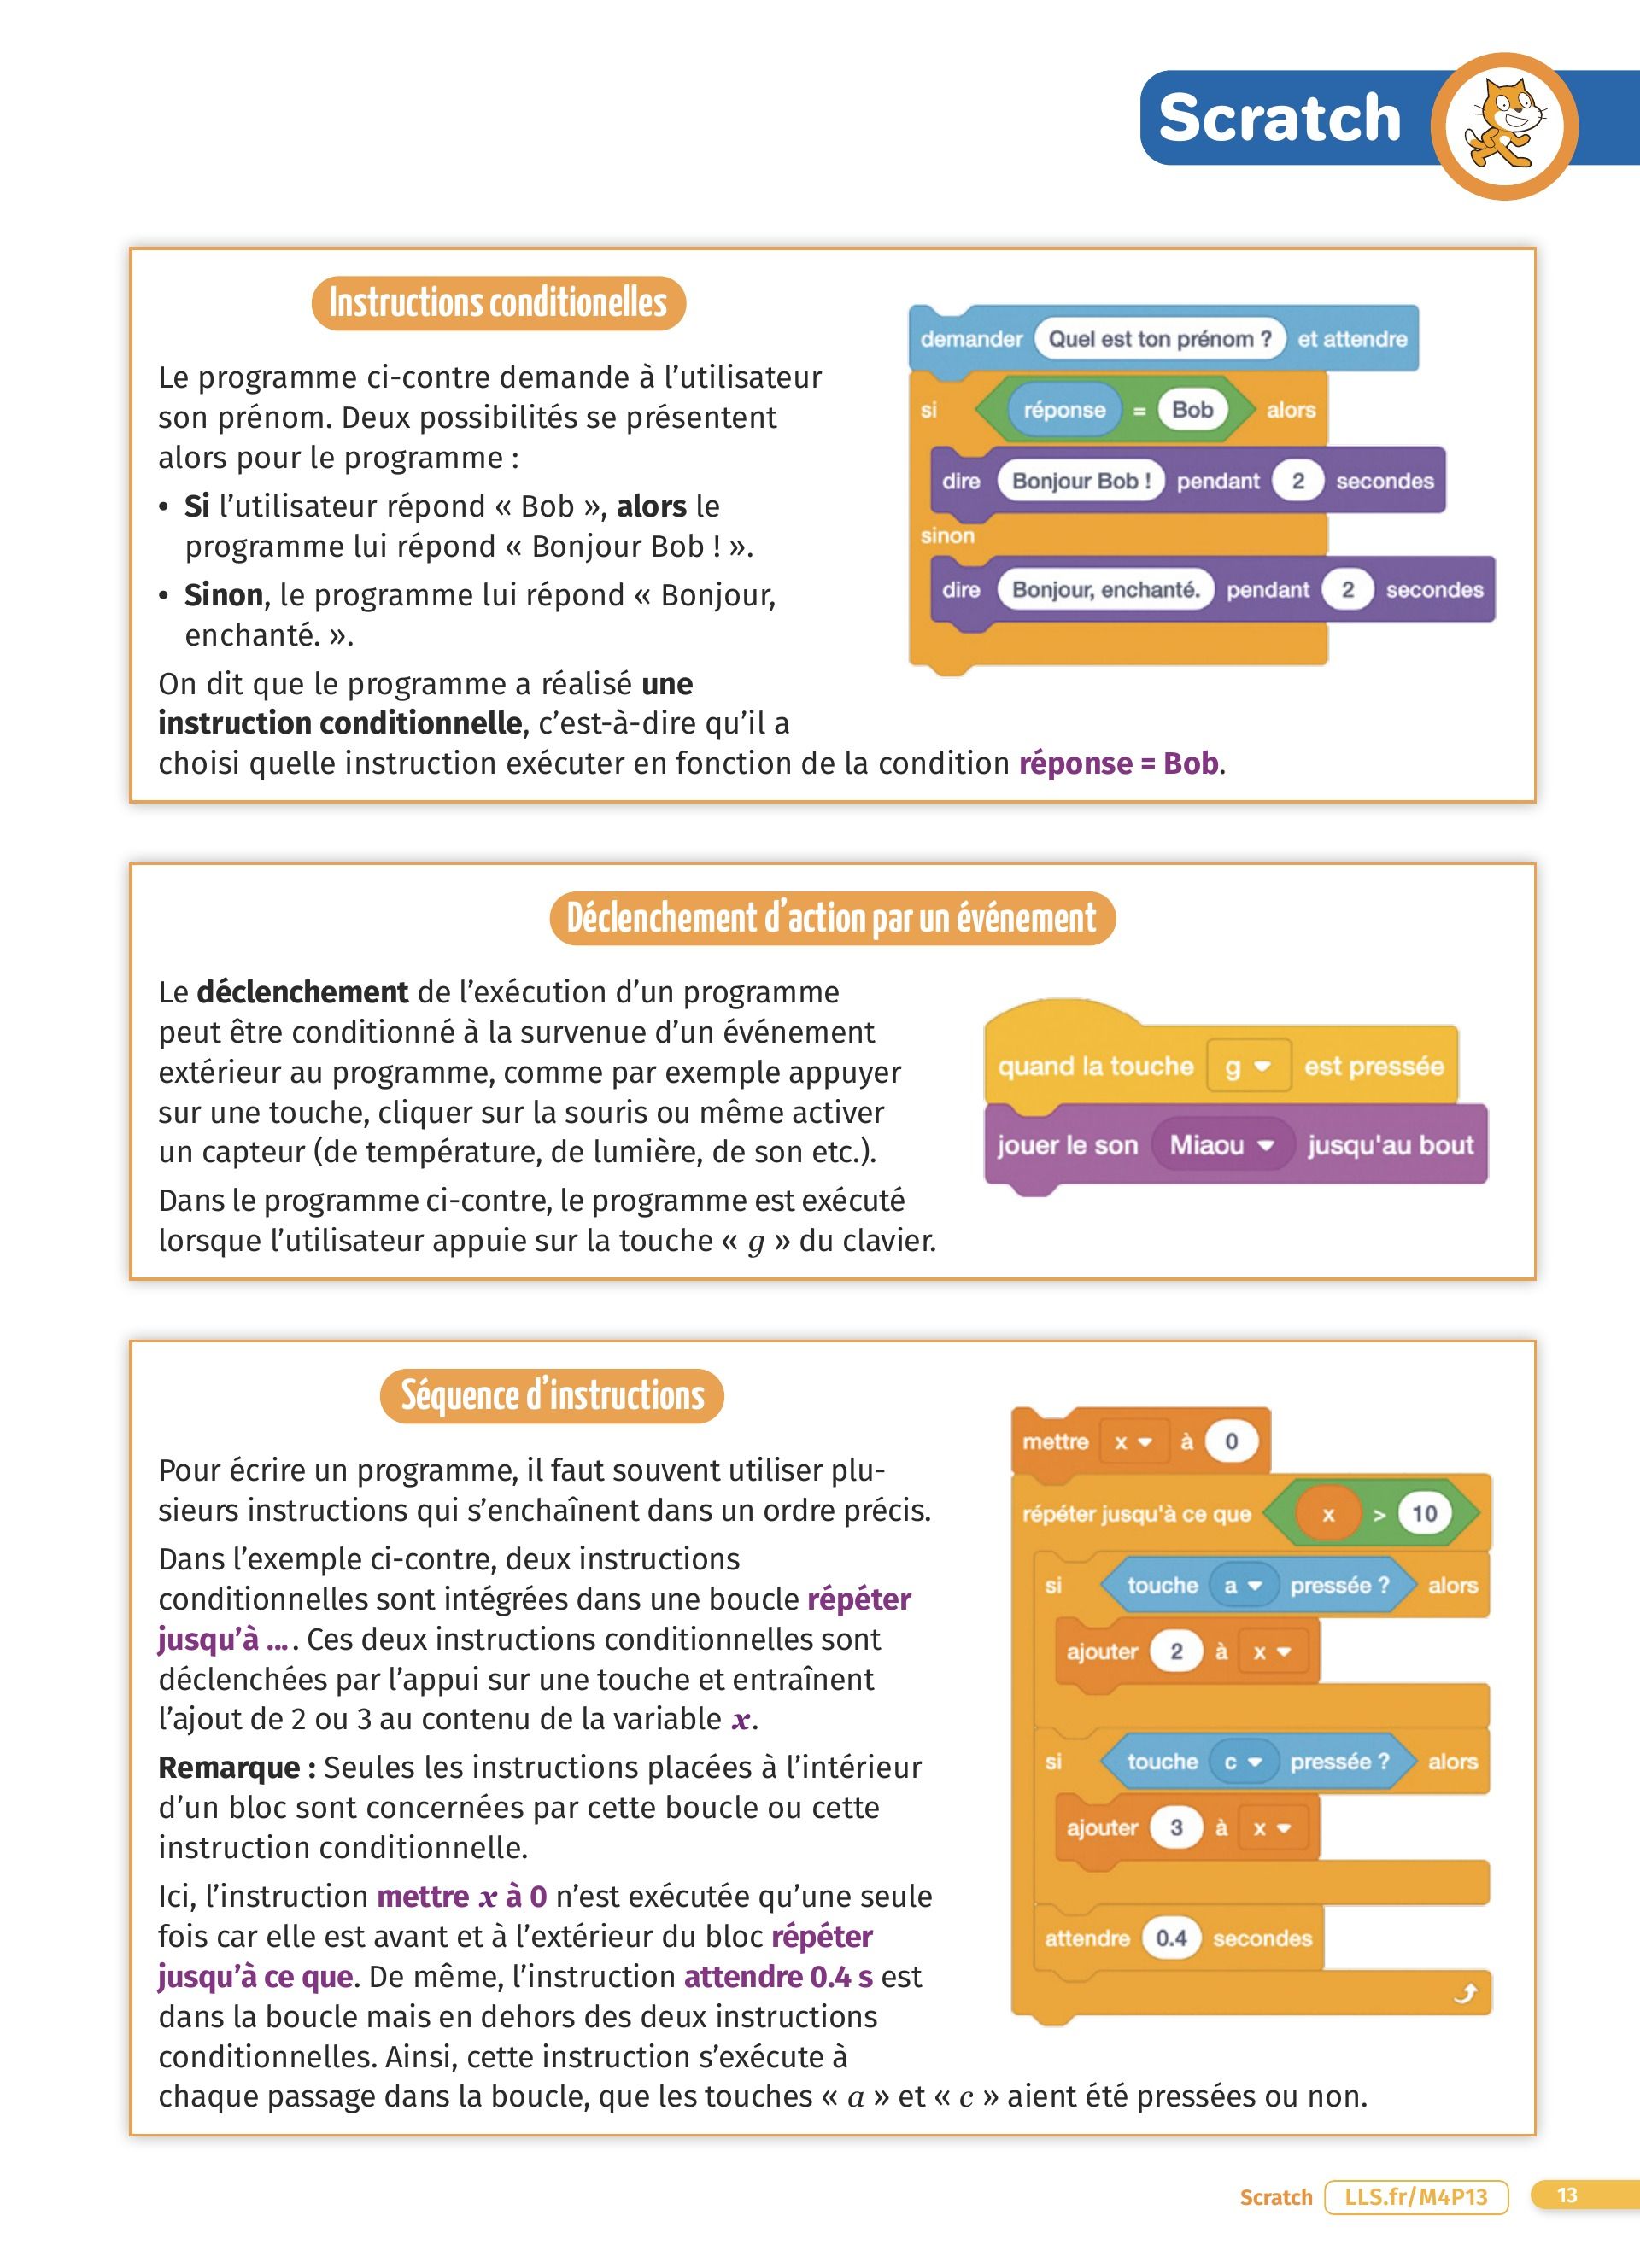 Scratch
Instructions conditionelles
Le programme ci-contre demande à l'utilisateur
son prénom. Deux possibilités se présentent
alors pour le programme :
• Si l'utilisateur répond « Bob », alors le
programme lui répond « Bonjour Bob ! ».
• Sinon, le programme lui répond « Bonjour,
enchanté. ».
On dit que le programme a réalisé une
instruction conditionnelle, c'est-à-dire qu'il a
choisi quelle instruction exécuter en fonction de la condition réponse = Bob.
demander Quel est ton prénom ? et attendre
si réponse = Bob alors
dire Bonjour Bob ! pendant 2 secondes
sinon
dire Bonjour, enchanté. pendant 2 secondes
Déclenchement d'action par un événement
Le déclenchement de l'exécution d'un programme
peut être conditionné à la survenue d'un événement
extérieur au programme, comme par exemple appuyer
sur une touche, cliquer sur la souris ou même activer
un capteur (de température, de lumière, de son etc.).
Dans le programme ci-contre, le programme est exécuté
lorsque l'utilisateur appuie sur la touche « g » du clavier.
quand la touche g est pressée
jouer le son Miaou jusqu'au bout
Séquence d'instructions
Pour écrire un programme, il faut souvent utiliser plu-
sieurs instructions qui s'enchaînent dans un ordre précis.
Dans l'exemple ci-contre, deux instructions
conditionnelles sont intégrées dans une boucle répéter
jusqu'à .... Ces deux instructions conditionnelles sont
déclenchées par l'appui sur une touche et entraînent
l'ajout de 2 ou 3 au contenu de la variable x.
Remarque : Seules les instructions placées à l'intérieur
d'un bloc sont concernées par cette boucle ou cette
instruction conditionnelle.
Ici, l'instruction mettre x à 0 n'est exécutée qu'une seule
fois car elle est avant et à l'extérieur du bloc répéter
jusqu'à ce que. De même, l'instruction attendre 0.4 s est
dans la boucle mais en dehors des deux instructions
conditionnelles. Ainsi, cette instruction s'exécute à
chaque passage dans la boucle, que les touches « a » et « c » aient été pressées ou non.
mettre x à 0
répéter jusqu'à ce que x > 10
si touche a pressée ? alors
ajouter 2 à x
si touche c pressée ? alors
ajouter 3 à x
attendre 0.4 secondes
Scratch LLS.fr/M4P13 13